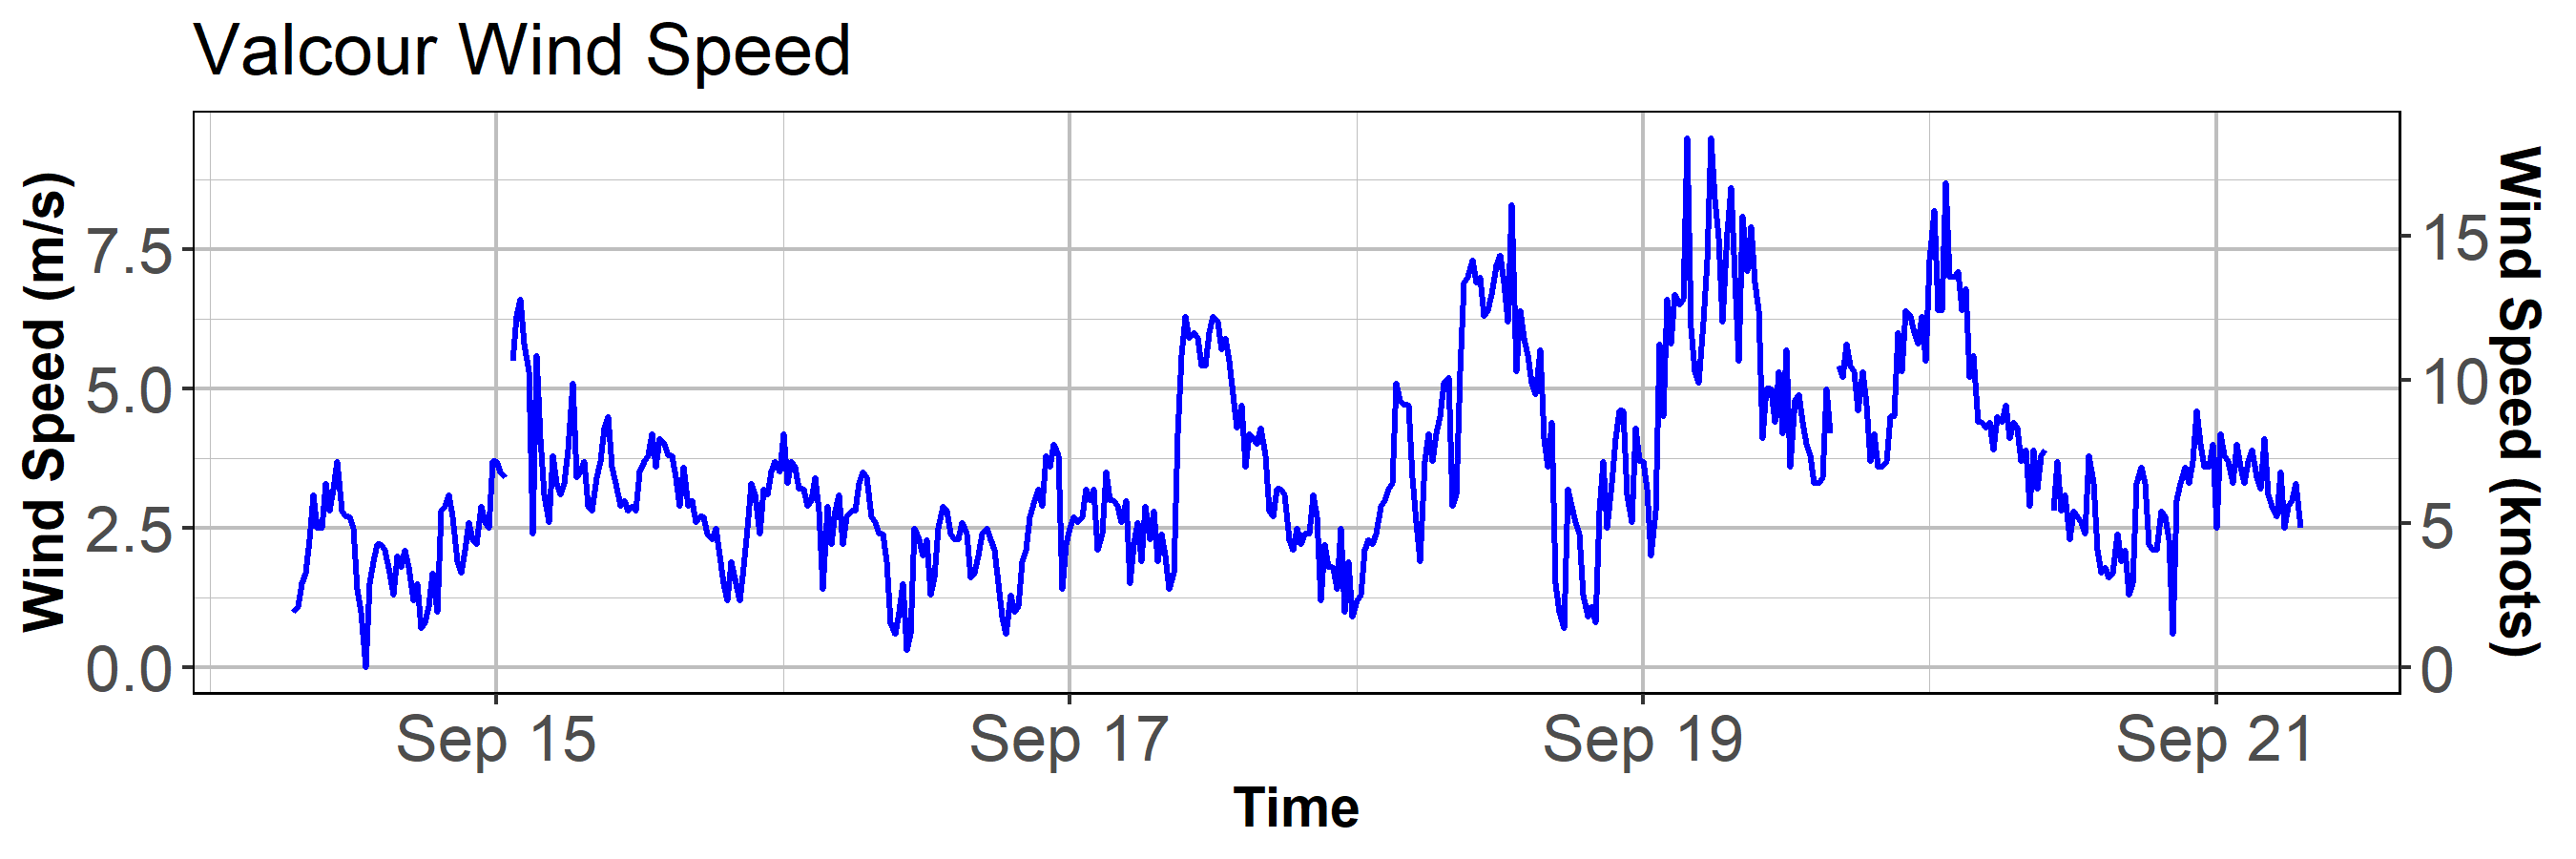 Valcour Wind Speed
Wind Speed (m/s)
7.5
5.0
2.5
0.0
15
10
5
0
Wind Speed (knots)
Sep 15
Sep 17
Sep 19
Sep 21
Time